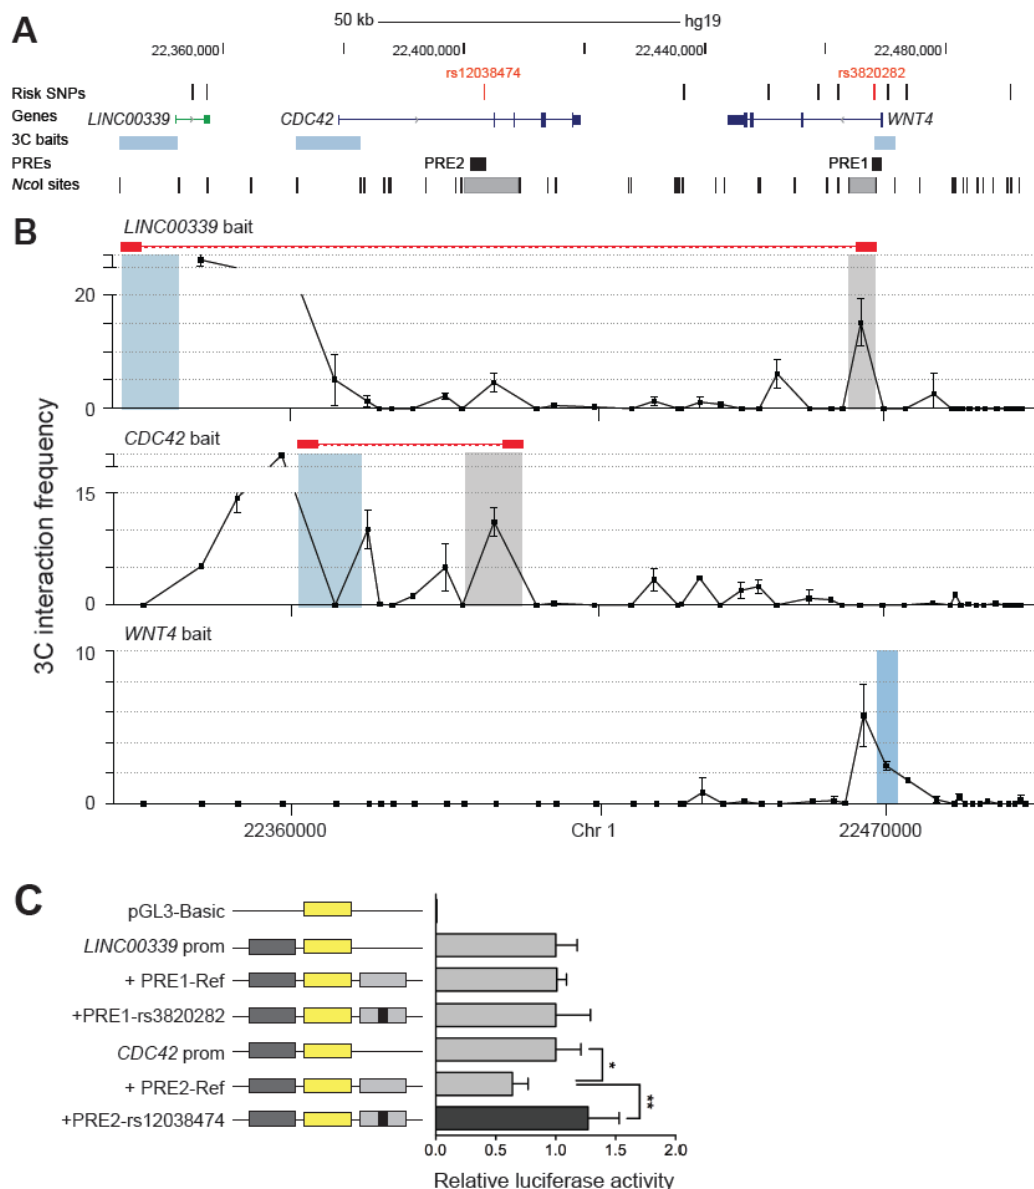 A
50 kb
hg19
22,360,000
22,400,000
22,440,000
22,480,000
rs12038474
rs3820282
Risk SNPs
Genes
LINC00339
CDC42
WNT4
3C baits
PREs
PRE2
PRE1
NcoI sites
B
LINC00339 bait
20
0
CDC42 bait
15
0
WNT4 bait
10
0
3C interaction frequency
22360000
Chr 1
22470000
C
pGL3-Basic
LINC00339 prom
+ PRE1-Ref
+PRE1-rs3820282
CDC42 prom
*
+ PRE2-Ref
**
+PRE2-rs12038474
0.0
0.5
1.0
1.5
2.0
Relative luciferase activity